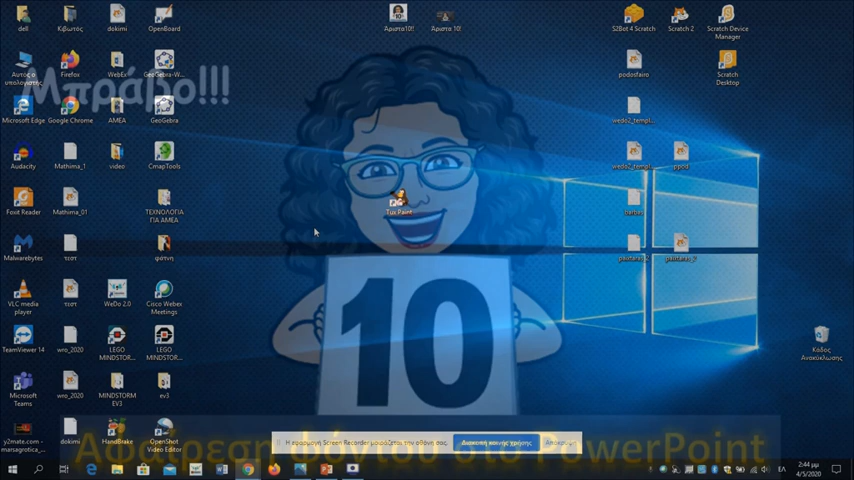 dell
Κιβωτός
dokimi
OpenBoard
Άριστα10!!
Άριστα 10!
S2Bot 4 Scratch
Scratch 2
Scratch Device
Manager
Μπράβο!!!
Αυτός ο
υπολογιστής
Firefox
WebEx
GeoGebra-W...
podosfairo
Scratch
Desktop
Microsoft Edge
Google Chrome
ΑΜΕΑ
GeoGebra
wedo2_templ...
Audacity
Mathima_1
video
CmapTools
wedo2_templ...
ppod
Foxit Reader
Mathima_01
ΤΕΧΝΟΛΟΓΙΑ
ΓΙΑ ΑΜΕΑ
Tux Paint
Malwarebytes
τεστ
φάτνη
VLC media
player
τεστ
WeDo 2.0
Cisco Webex
Meetings
TeamViewer 14
wro_2020
LEGO
MINDSTOR...
LEGO
MINDSTOR...
Κάδος
Ανακύκλωσης
10
Microsoft
Teams
wro_2020
MINDSTORM
EV3
ev3
y2mate.com -
marsagrotica_...
dokimi
HandBrake
OpenShot
Video Editor
Η εφαρμογή Screen Recorder μοιράζεται την οθόνη σας.
Διακοπή κοινής χρήσης
Απόκρυψη
Αφαίρεση φόντου στο PowerPoint
ΕΛ
2:44 μμ
4/5/2020